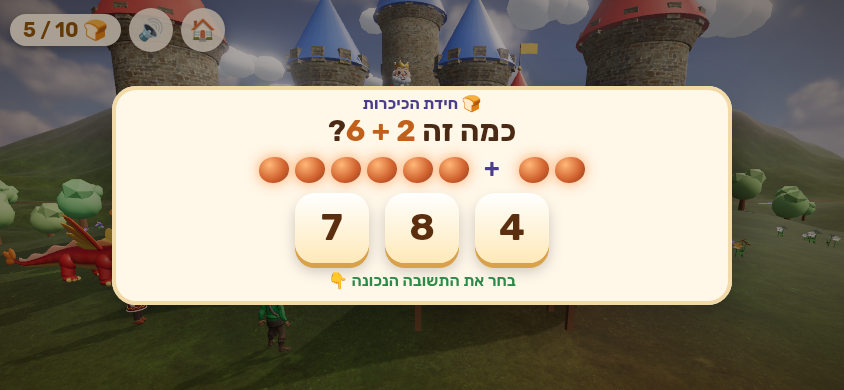 5 / 10 🍞
🍞 חידת הכיכרות
כמה זה 2 + 6?
+
7 8 4
בחר את התשובה הנכונה 👇